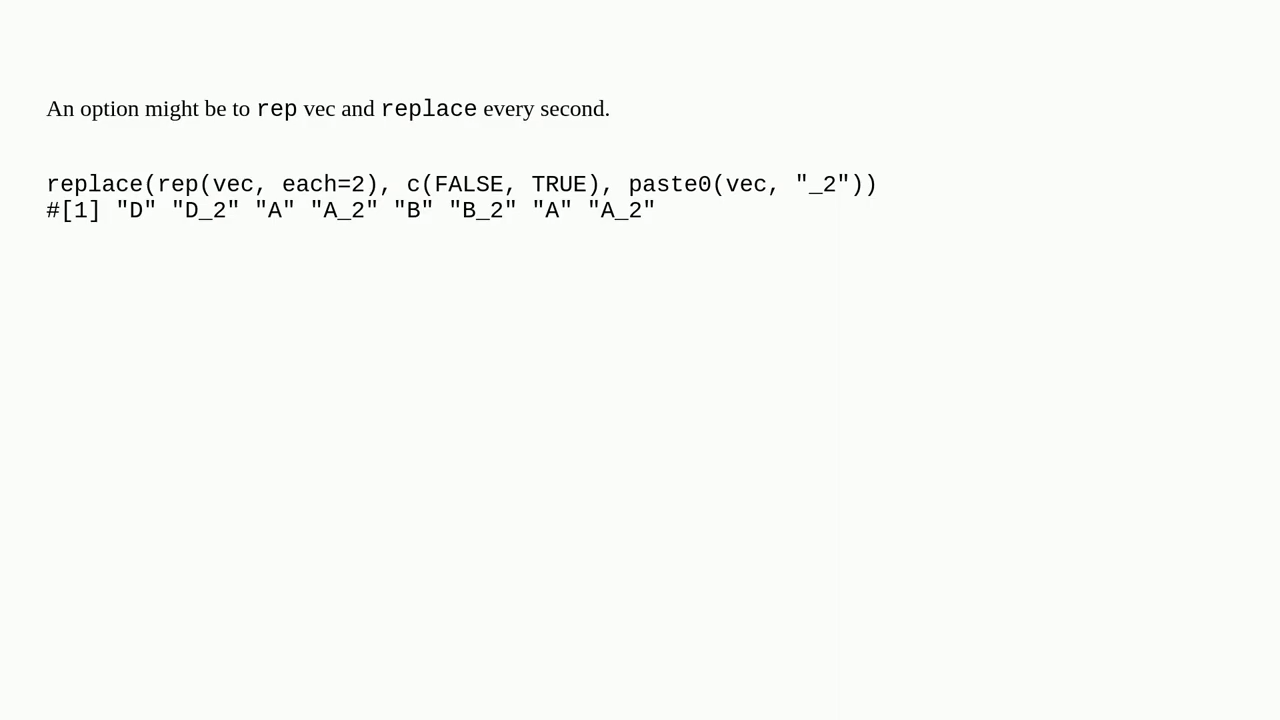 An option might be to rep vec and replace every second.
replace(rep(vec, each=2), c(FALSE, TRUE), paste0(vec, "_2"))
#[1] "D" "D_2" "A" "A_2" "B" "B_2" "A" "A_2"